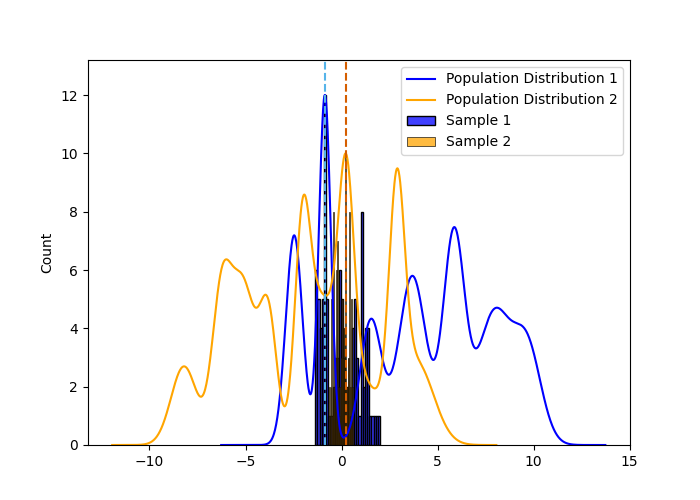 Population Distribution 1
Population Distribution 2
Sample 1
Sample 2
Count
12
10
8
6
4
2
0
−10
−5
0
5
10
15